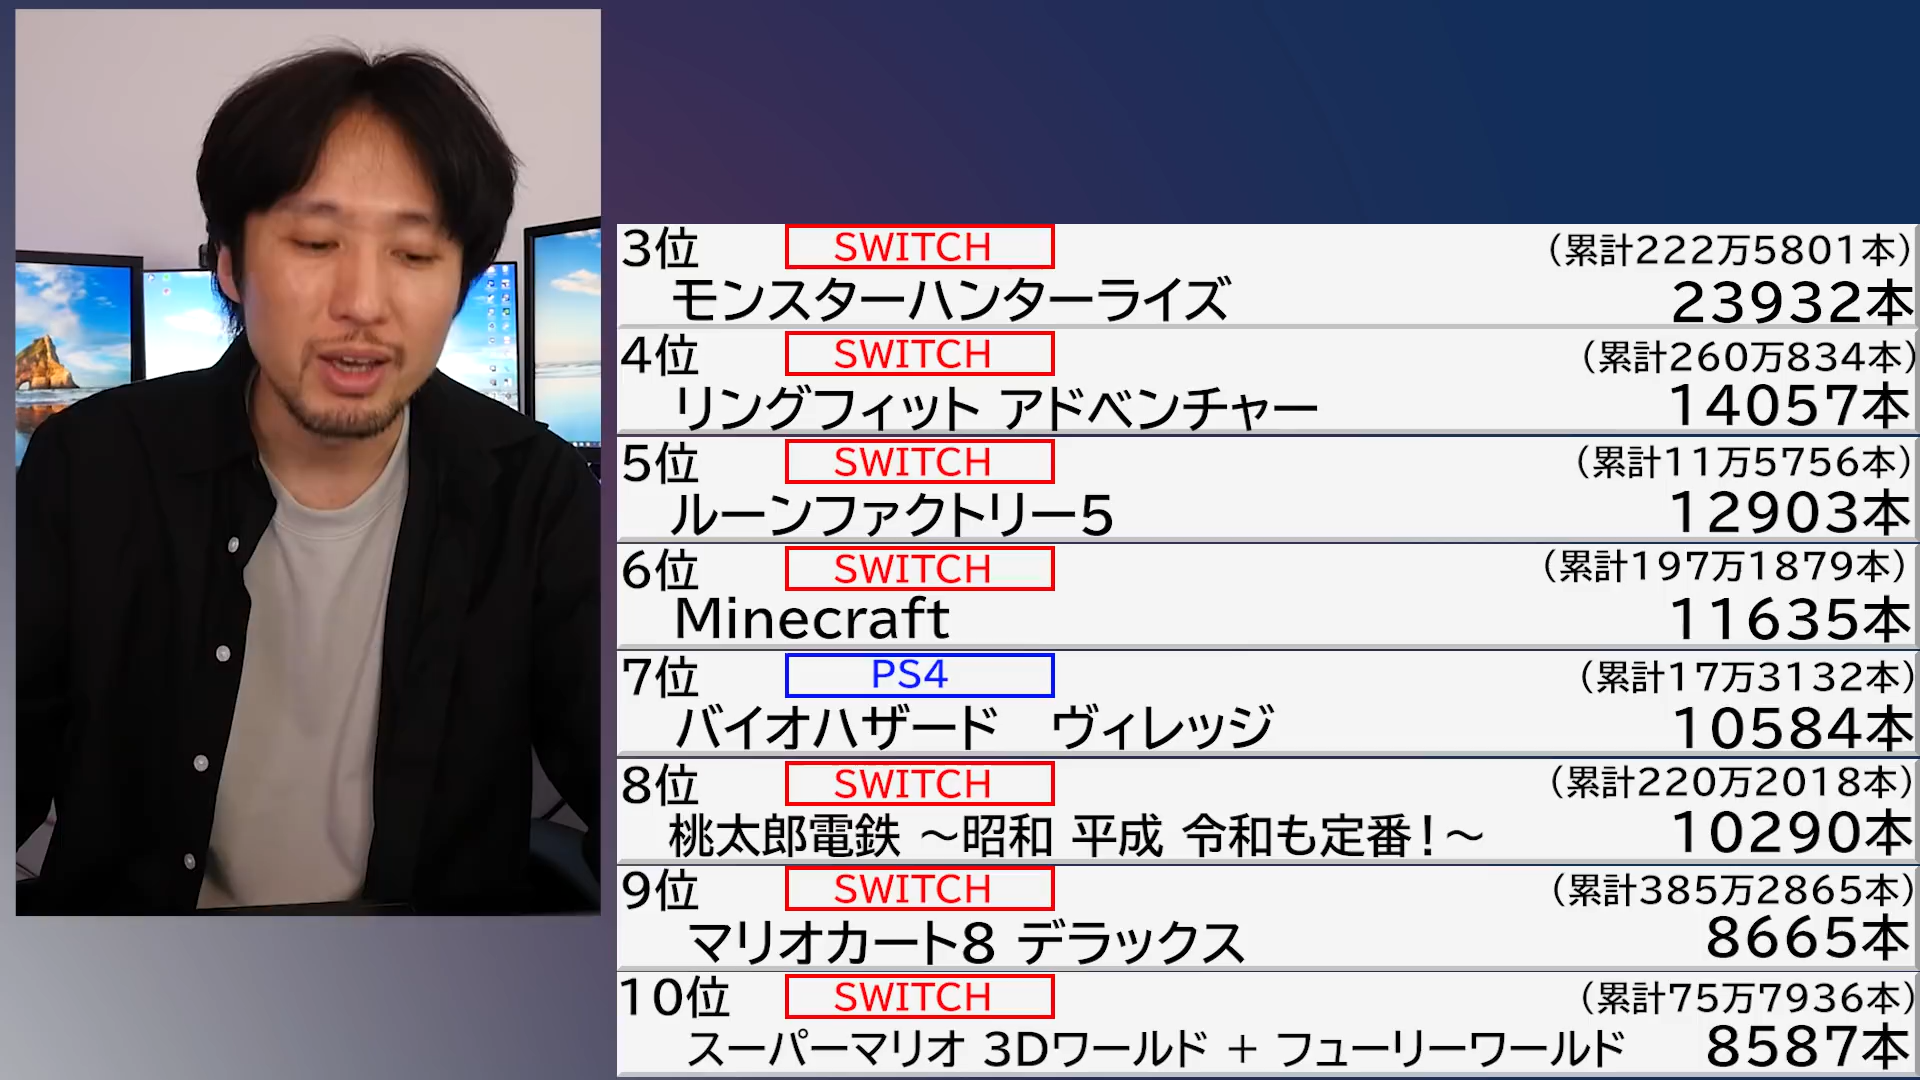 3位 SWITCH (累計222万5801本)
モンスターハンターライズ 23932本
4位 SWITCH (累計260万834本)
リングフィット アドベンチャー 14057本
5位 SWITCH (累計11万5756本)
ルーンファクトリー5 12903本
6位 SWITCH (累計197万1879本)
Minecraft 11635本
7位 PS4 (累計17万3132本)
バイオハザード　ヴィレッジ 10584本
8位 SWITCH (累計220万2018本)
桃太郎電鉄 ～昭和 平成 令和も定番!～ 10290本
9位 SWITCH (累計385万2865本)
マリオカート8 デラックス 8665本
10位 SWITCH (累計75万7936本)
スーパーマリオ 3Dワールド + フューリーワールド 8587本